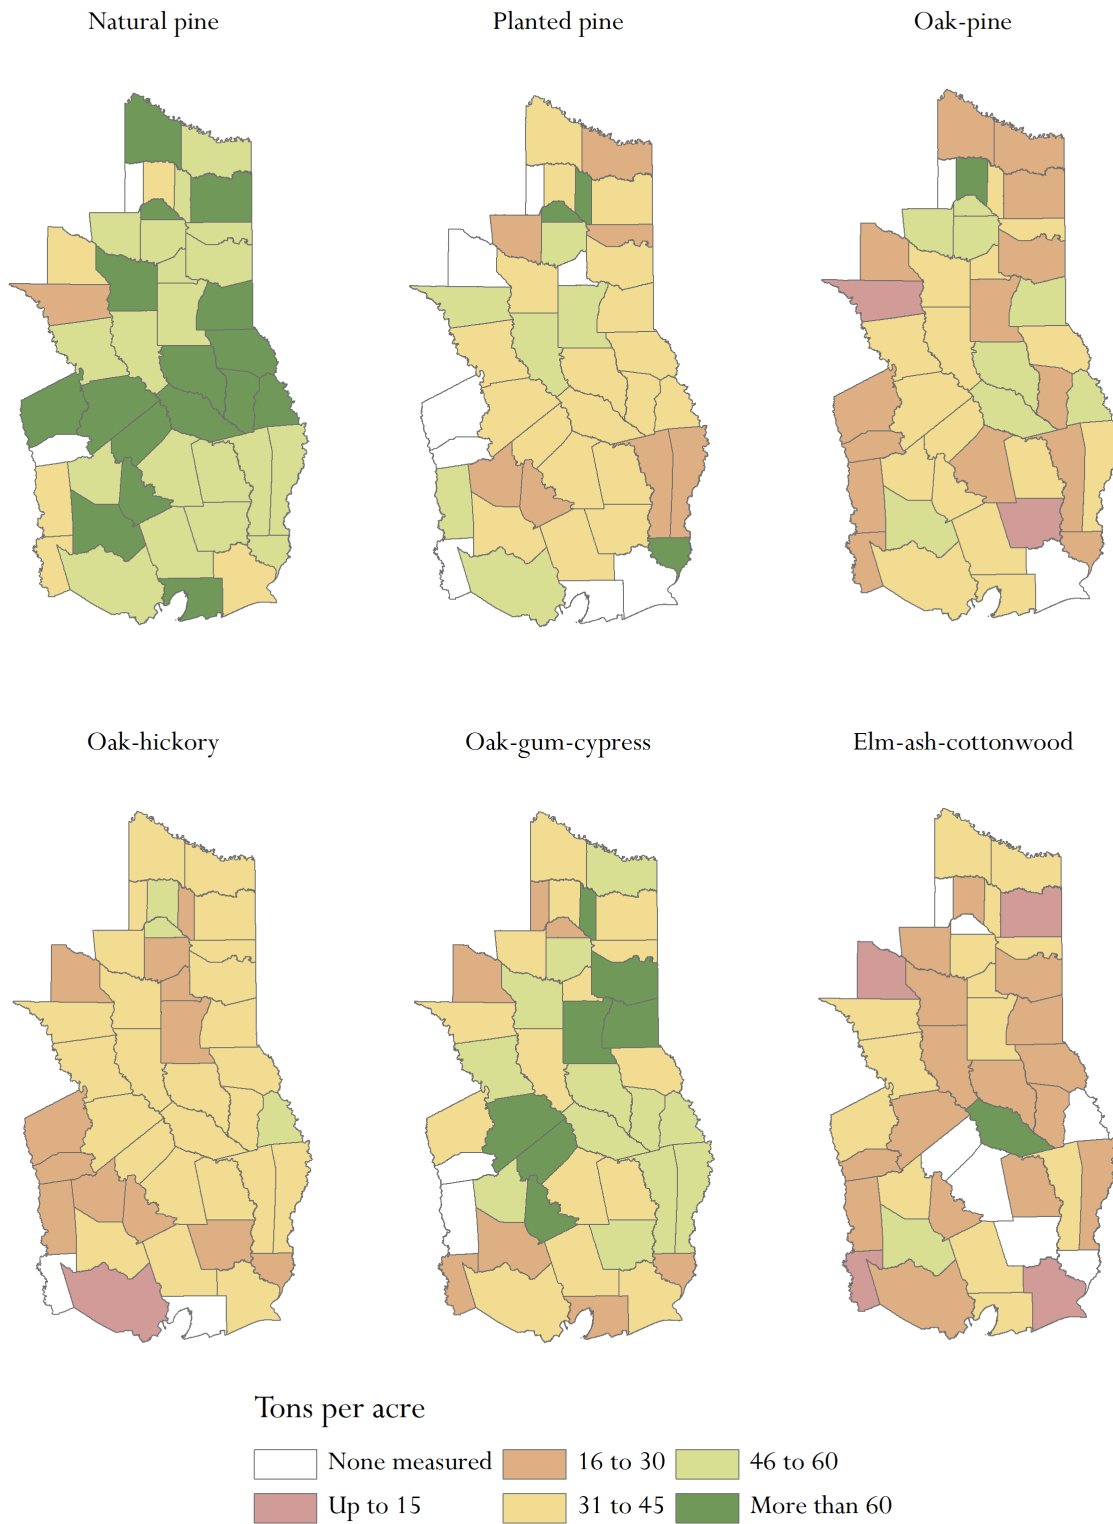 Natural pine
Planted pine
Oak-pine
Oak-hickory
Oak-gum-cypress
Elm-ash-cottonwood
Tons per acre
None measured
16 to 30
46 to 60
Up to 15
31 to 45
More than 60